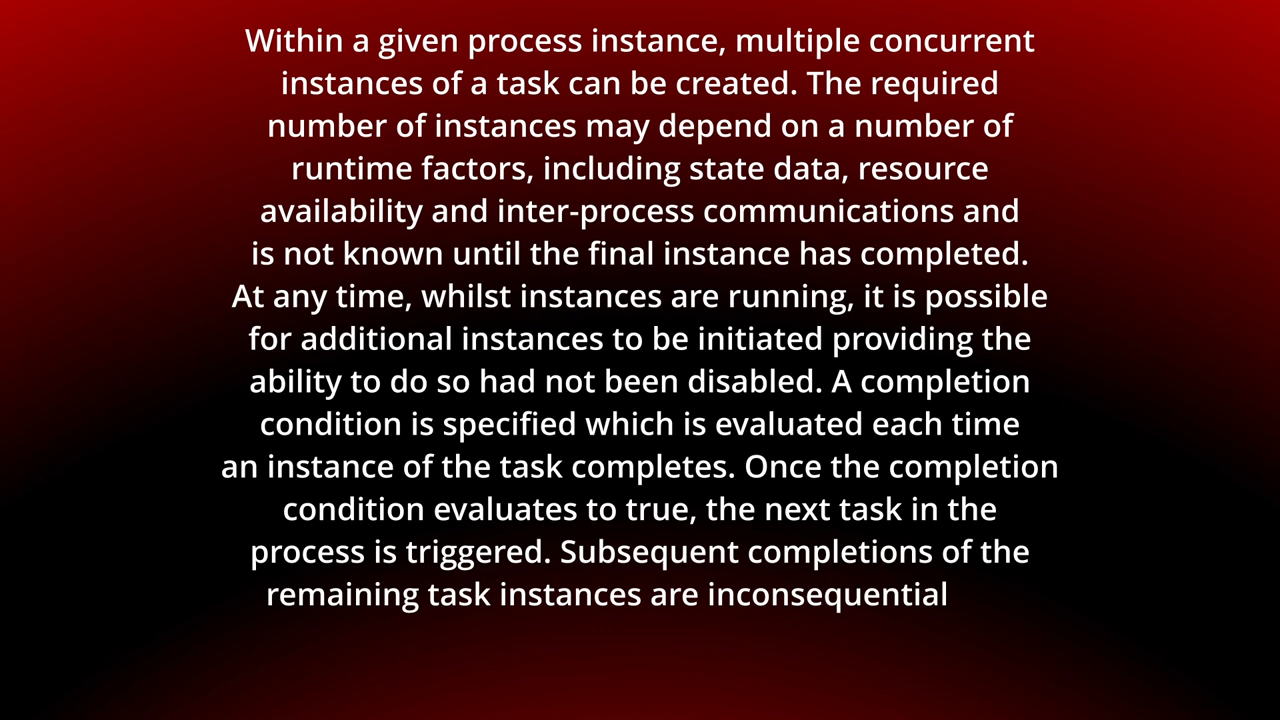 Within a given process instance, multiple concurrent
instances of a task can be created. The required
number of instances may depend on a number of
runtime factors, including state data, resource
availability and inter-process communications and
is not known until the final instance has completed.
At any time, whilst instances are running, it is possible
for additional instances to be initiated providing the
ability to do so had not been disabled. A completion
condition is specified which is evaluated each time
an instance of the task completes. Once the completion
condition evaluates to true, the next task in the
process is triggered. Subsequent completions of the
remaining task instances are inconsequential